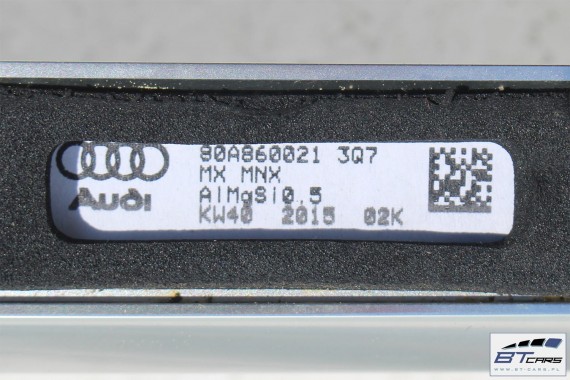 80A860021 3Q7
MX MNX
Audi
AlMgSi0,5
KW40 2015 02K
BT CARS
WWW.BT-CARS.PL